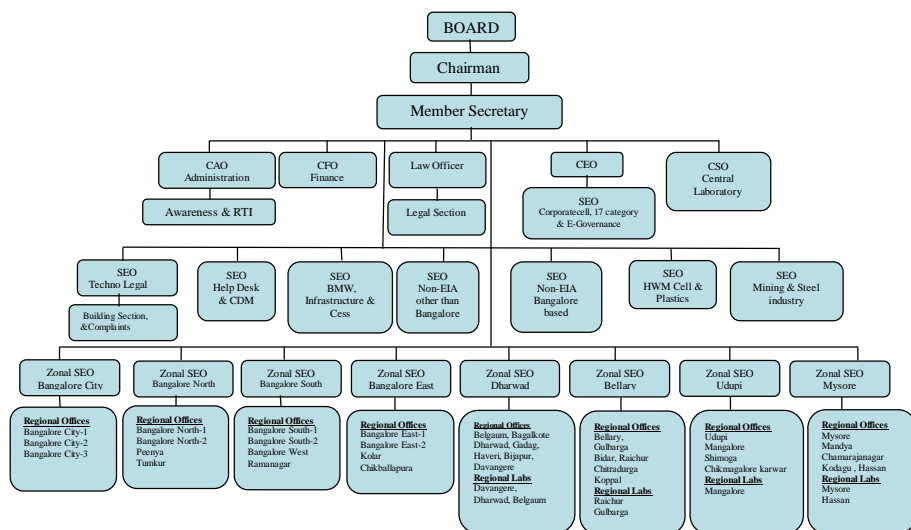 BOARD
Chairman
Member Secretary
CAO
Administration
CFO
Finance
Law Officer
CEO
CSO
Central
Laboratory
Awareness & RTI
Legal Section
SEO
Corporatecell, 17 category
& E-Governance
SEO
Techno Legal
SEO
Help Desk
& CDM
SEO
BMW,
Infrastructure &
Cess
SEO
Non-EIA
other than
Bangalore
SEO
Non-EIA
Bangalore
based
SEO
HWM Cell &
Plastics
SEO
Mining & Steel
industry
Building Section,
&Complaints
Zonal SEO
Bangalore City
Zonal SEO
Bangalore North
Zonal SEO
Bangalore South
Zonal SEO
Bangalore East
Zonal SEO
Dharwad
Zonal SEO
Bellary
Zonal SEO
Udupi
Zonal SEO
Mysore
Regional Offices
Bangalore City-1
Bangalore City-2
Bangalore City-3
Regional Offices
Bangalore North-1
Bangalore North-2
Peenya
Tumkur
Regional Offices
Bangalore South-1
Bangalore South-2
Bangalore West
Ramanagar
Regional Offices
Bangalore East-1
Bangalore East-2
Kolar
Chikballapura
Regional Offices
Belgaum, Bagalkote
Dharwad, Gadag,
Haveri, Bijapur,
Davangere
Regional Labs
Davangere,
Dharwad, Belgaum
Regional Offices
Bellary,
Gulbarga
Bidar, Raichur
Chitradurga
Koppal
Regional Labs
Raichur
Gulbarga
Regional Offices
Udupi
Mangalore
Shimoga
Chikmagalore karwar
Regional Labs
Mangalore
Regional Offices
Mysore
Mandya
Chamarajanagar
Kodagu , Hassan
Regional Labs
Mysore
Hassan